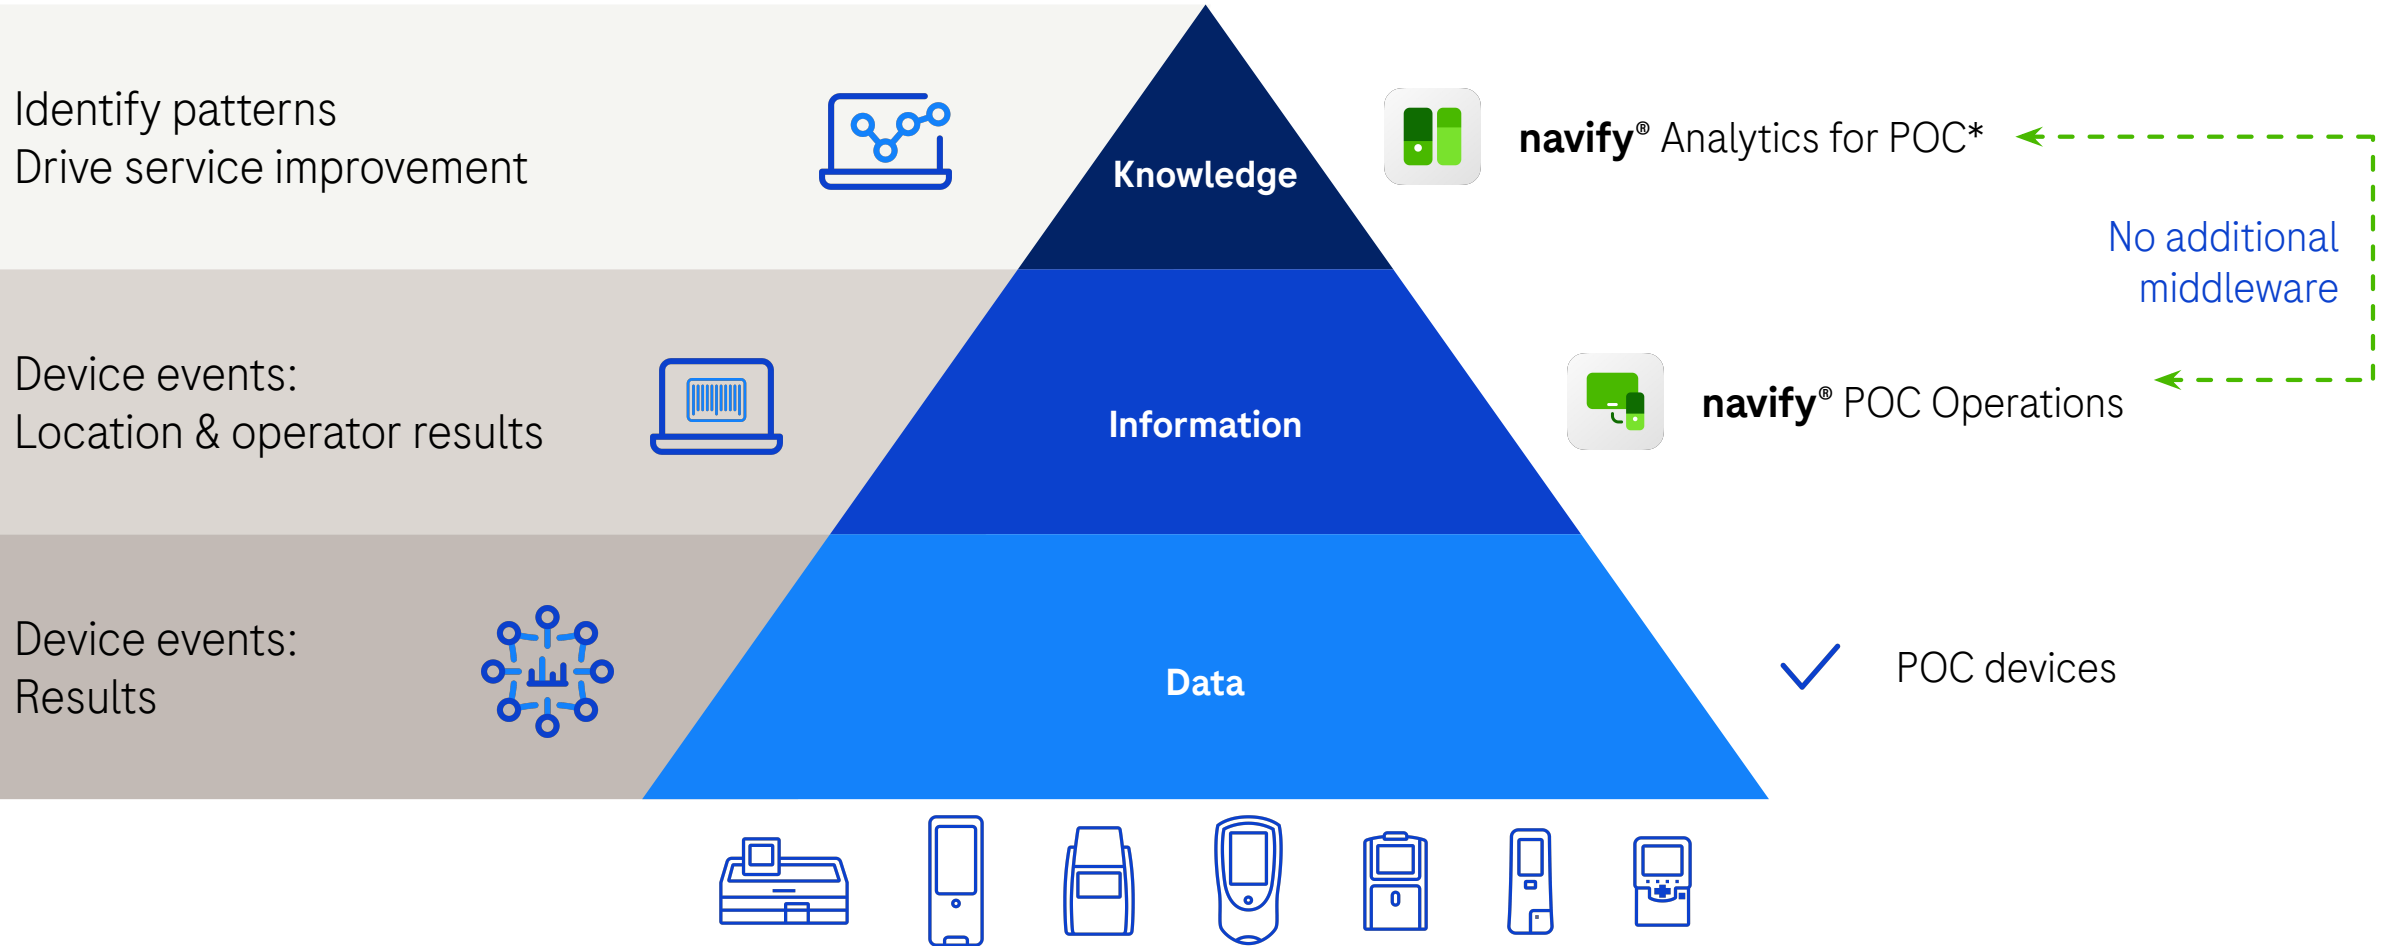 Identify patterns
Drive service improvement
Knowledge
navify® Analytics for POC*
No additional
middleware
Device events:
Location & operator results
Information
navify® POC Operations
Device events:
Results
Data
POC devices